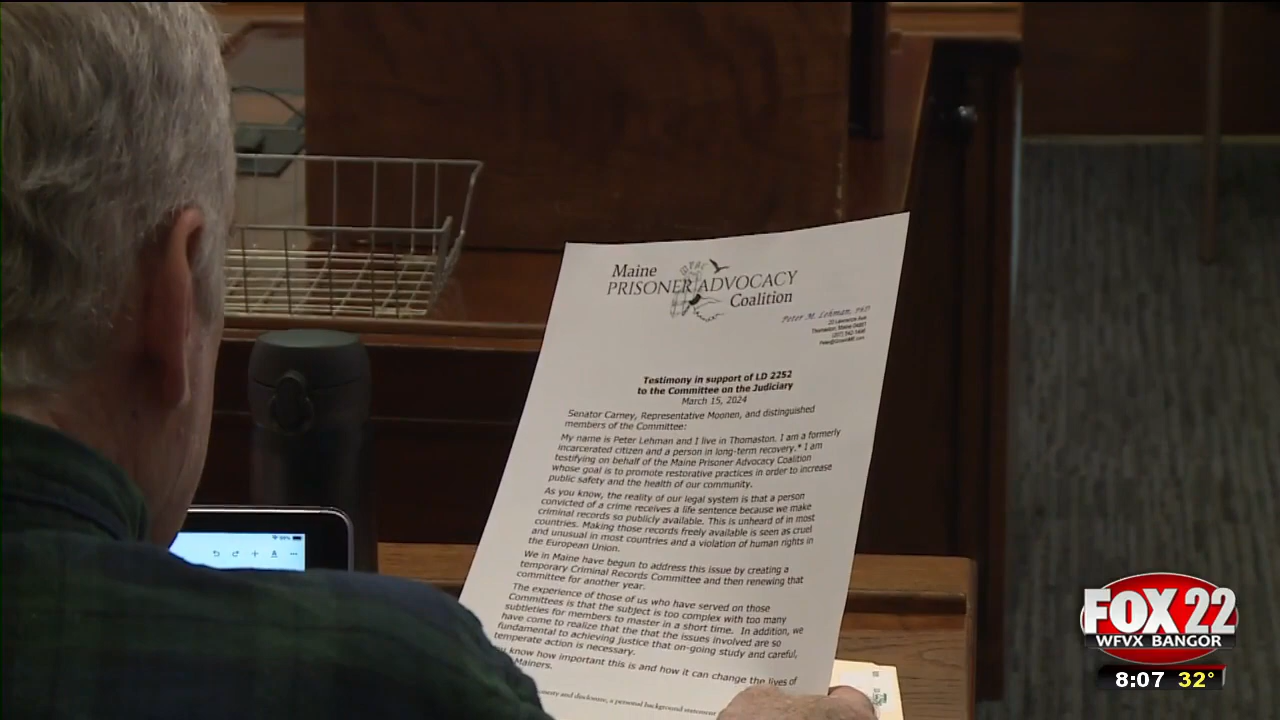 Maine
PRISONER ADVOCACY
Coalition
Peter M. Lehman, PhD
Thomaston, Maine 04861
Testimony in support of LD 2252
to the Committee on the Judiciary
March 15, 2024
Senator Carney, Representative Moonen, and distinguished
members of the Committee:
My name is Peter Lehman and I live in Thomaston. I am a formerly
incarcerated citizen and a person in long-term recovery.* I am
testifying on behalf of the Maine Prisoner Advocacy Coalition
whose goal is to promote restorative practices in order to increase
public safety and the health of our community.
As you know, the reality of our legal system is that a person
convicted of a crime receives a life sentence because we make
criminal records so publicly available. This is unheard of in most
countries. Making those records freely available is seen as cruel
and unusual in most countries and a violation of human rights in
the European Union.
We in Maine have begun to address this issue by creating a
temporary Criminal Records Committee and then renewing that
committee for another year.
The experience of those of us who have served on those
Committees is that the subject is too complex with too many
subtleties for members to master in a short time. In addition, we
have come to realize that the that the issues involved are so
fundamental to achieving justice that on-going study and careful,
temperate action is necessary.
know how important this is and how it can change the lives of
Mainers.
and disclosure, a personal background statement
FOX 22
WFVX BANGOR
8:07 32°